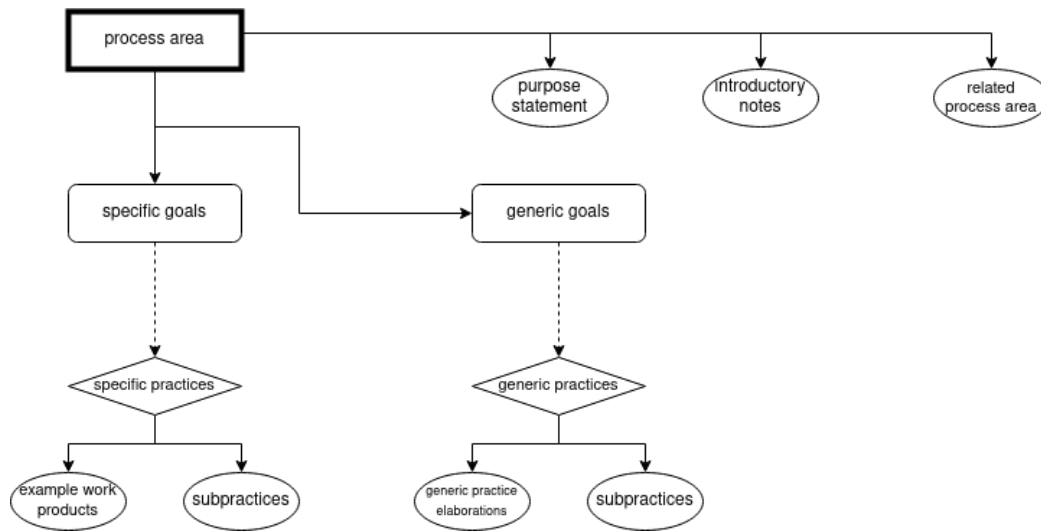 process area
purpose
statement
introductory
notes
related
process area
specific goals
generic goals
specific practices
generic practices
example work
products
subpractices
generic practice
elaborations
subpractices